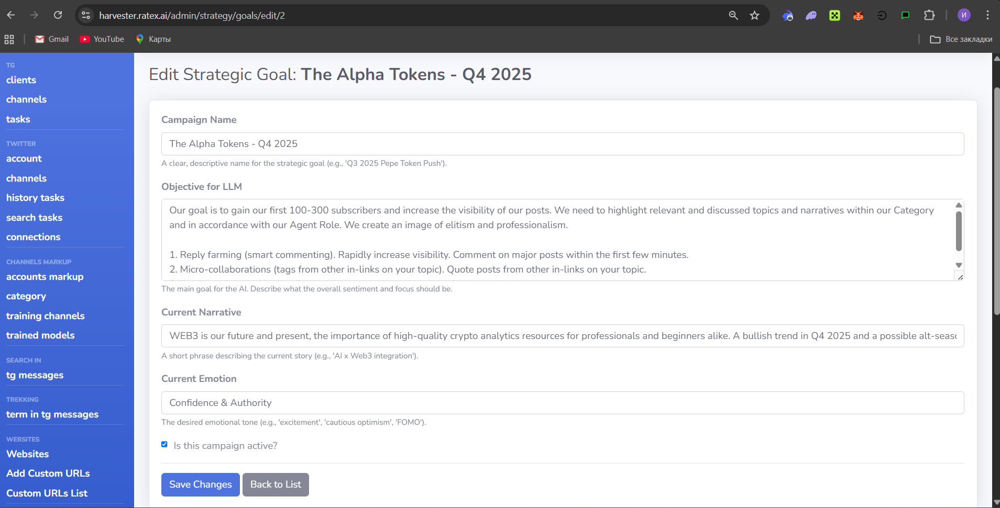 harvester.ratex.ai/admin/strategy/goals/edit/2
И
Gmail
YouTube
Карты
Все закладки
TG
clients
channels
tasks
TWITTER
account
channels
history tasks
search tasks
connections
CHANNELS MARKUP
accounts markup
category
training channels
trained models
SEARCH IN
tg messages
TREKKING
term in tg messages
WEBSITES
Websites
Add Custom URLs
Custom URLs List
Edit Strategic Goal: The Alpha Tokens - Q4 2025
Campaign Name
The Alpha Tokens - Q4 2025
A clear, descriptive name for the strategic goal (e.g., 'Q3 2025 Pepe Token Push').
Objective for LLM
Our goal is to gain our first 100-300 subscribers and increase the visibility of our posts. We need to highlight relevant and discussed topics and narratives within our Category
and in accordance with our Agent Role. We create an image of elitism and professionalism.
1. Reply farming (smart commenting). Rapidly increase visibility. Comment on major posts within the first few minutes.
2. Micro-collaborations (tags from other in-links on your topic). Quote posts from other in-links on your topic.
The main goal for the AI. Describe what the overall sentiment and focus should be.
Current Narrative
WEB3 is our future and present, the importance of high-quality crypto analytics resources for professionals and beginners alike. A bullish trend in Q4 2025 and a possible alt-seasc
A short phrase describing the current story (e.g., 'AI x Web3 integration').
Current Emotion
Confidence & Authority
The desired emotional tone (e.g., 'excitement', 'cautious optimism', 'FOMO').
Is this campaign active?
Save Changes
Back to List